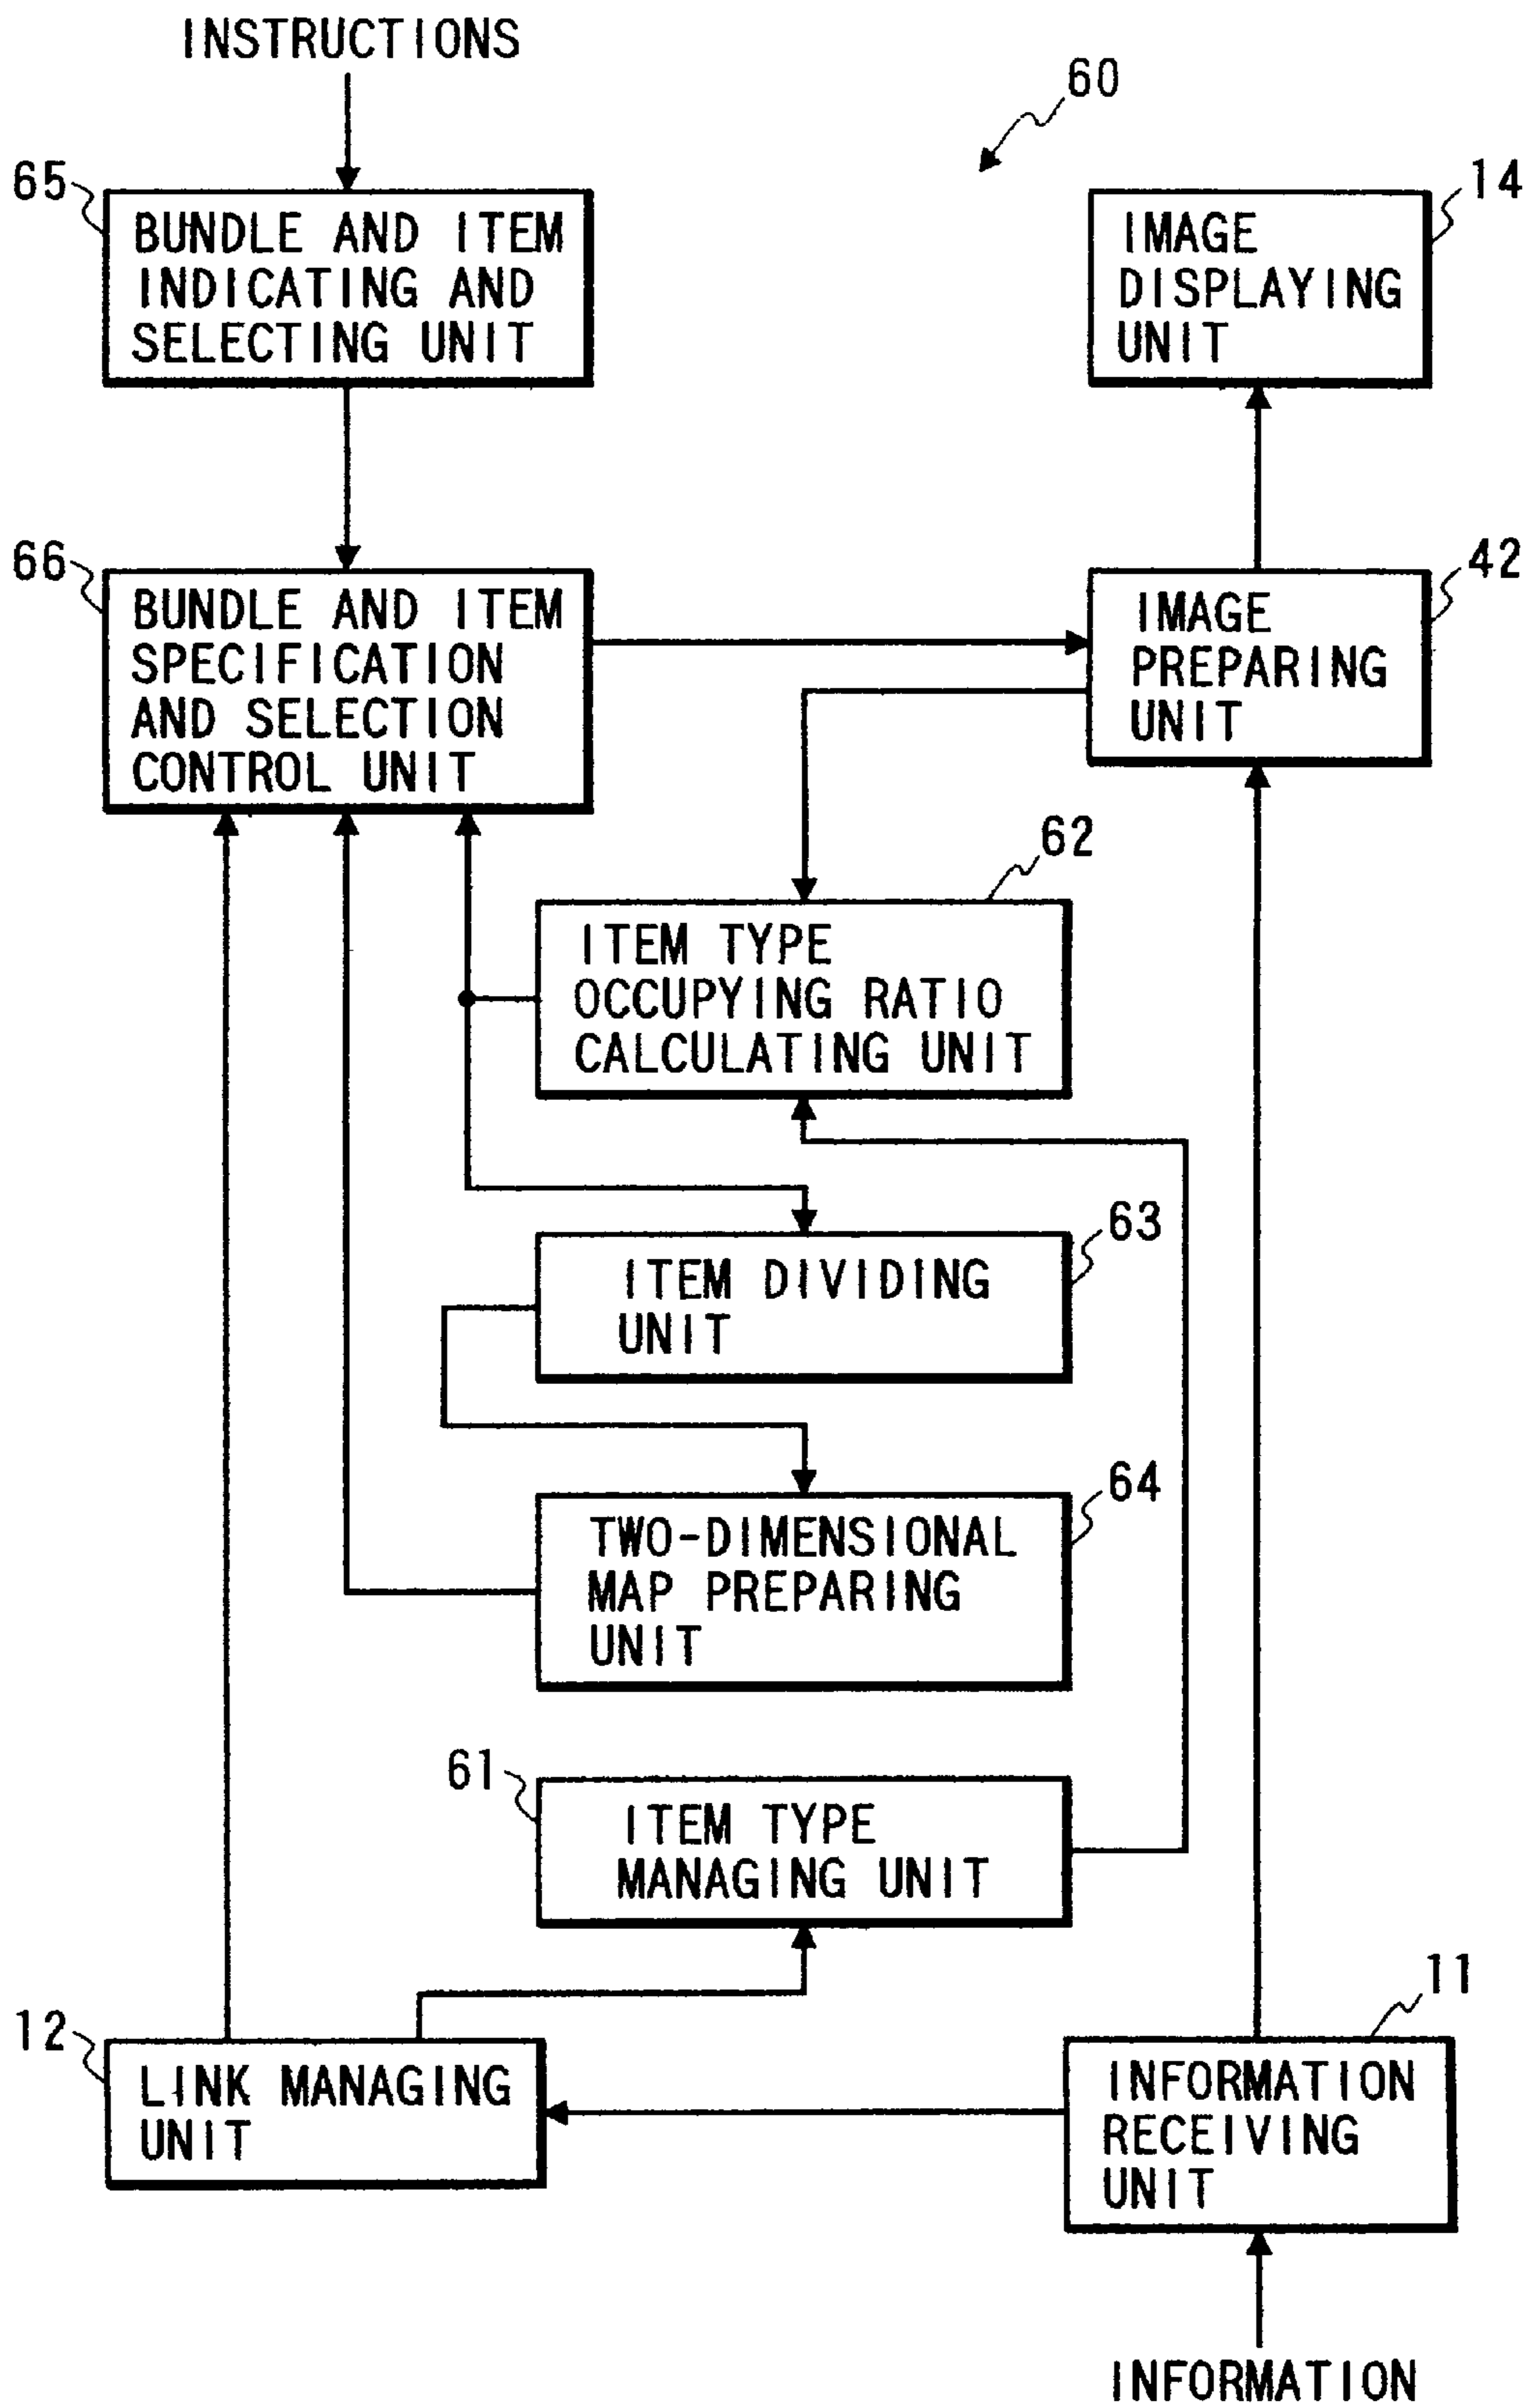 INSTRUCTIONS
60
65
BUNDLE AND ITEM
INDICATING AND
SELECTING UNIT
14
IMAGE
DISPLAYING
UNIT
66
BUNDLE AND ITEM
SPECIFICATION
AND SELECTION
CONTROL UNIT
42
IMAGE
PREPARING
UNIT
62
ITEM TYPE
OCCUPYING RATIO
CALCULATING UNIT
63
ITEM DIVIDING
UNIT
64
TWO-DIMENSIONAL
MAP PREPARING
UNIT
61
ITEM TYPE
MANAGING UNIT
12
LINK MANAGING
UNIT
11
INFORMATION
RECEIVING
UNIT
INFORMATION